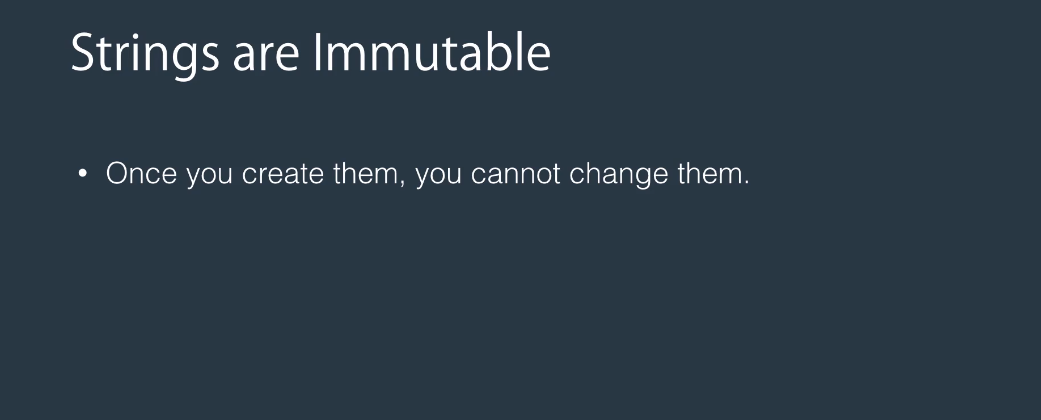 Strings are Immutable
• Once you create them, you cannot change them.